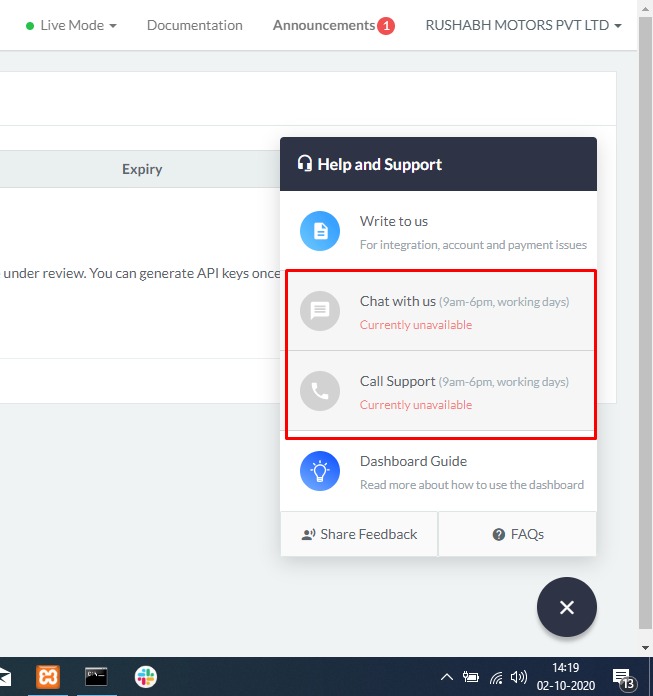 Live Mode
Documentation
Announcements 1
RUSHABH MOTORS PVT LTD
Expiry
under review. You can generate API keys once
Help and Support
Write to us
For integration, account and payment issues
Chat with us (9am-6pm, working days)
Currently unavailable
Call Support (9am-6pm, working days)
Currently unavailable
Dashboard Guide
Read more about how to use the dashboard
Share Feedback
FAQs
14:19
02-10-2020
13